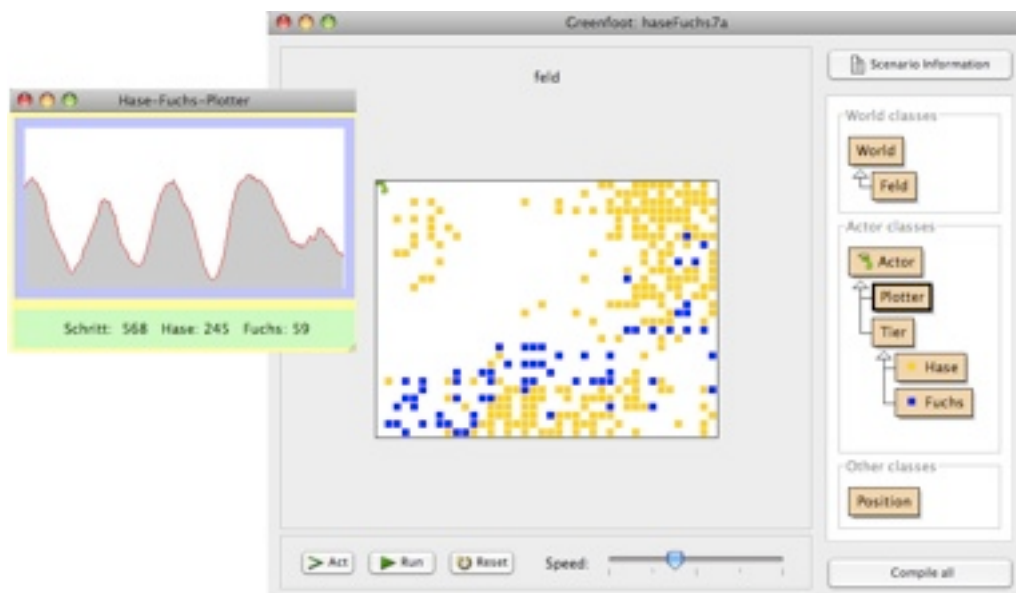 Greenfoot: haseFuchs7a
Hase-Fuchs-Plotter
Schritt: 568 Hase: 245 Fuchs: 59
feld
Scenario Information
World classes
World
Feld
Actor classes
Actor
Plotter
Tier
Hase
Fuchs
Other classes
Position
Act
Run
Reset
Speed:
Compile all